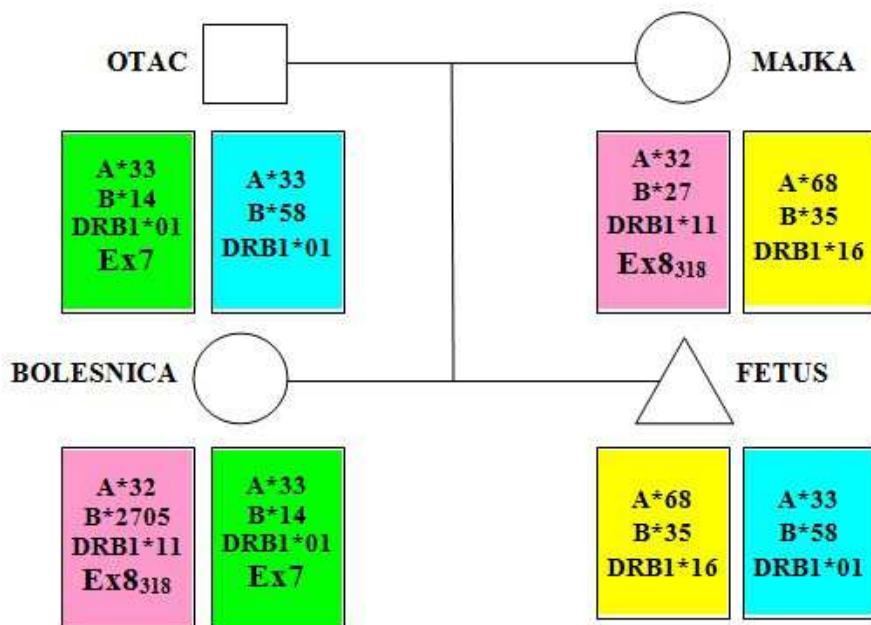 OTAC
MAJKA
A*33
B*14
DRB1*01
Ex7
A*33
B*58
DRB1*01
A*32
B*27
DRB1*11
Ex8₃₁₈
A*68
B*35
DRB1*16
BOLESNICA
FETUS
A*32
B*2705
DRB1*11
Ex8₃₁₈
A*33
B*14
DRB1*01
Ex7
A*68
B*35
DRB1*16
A*33
B*58
DRB1*01